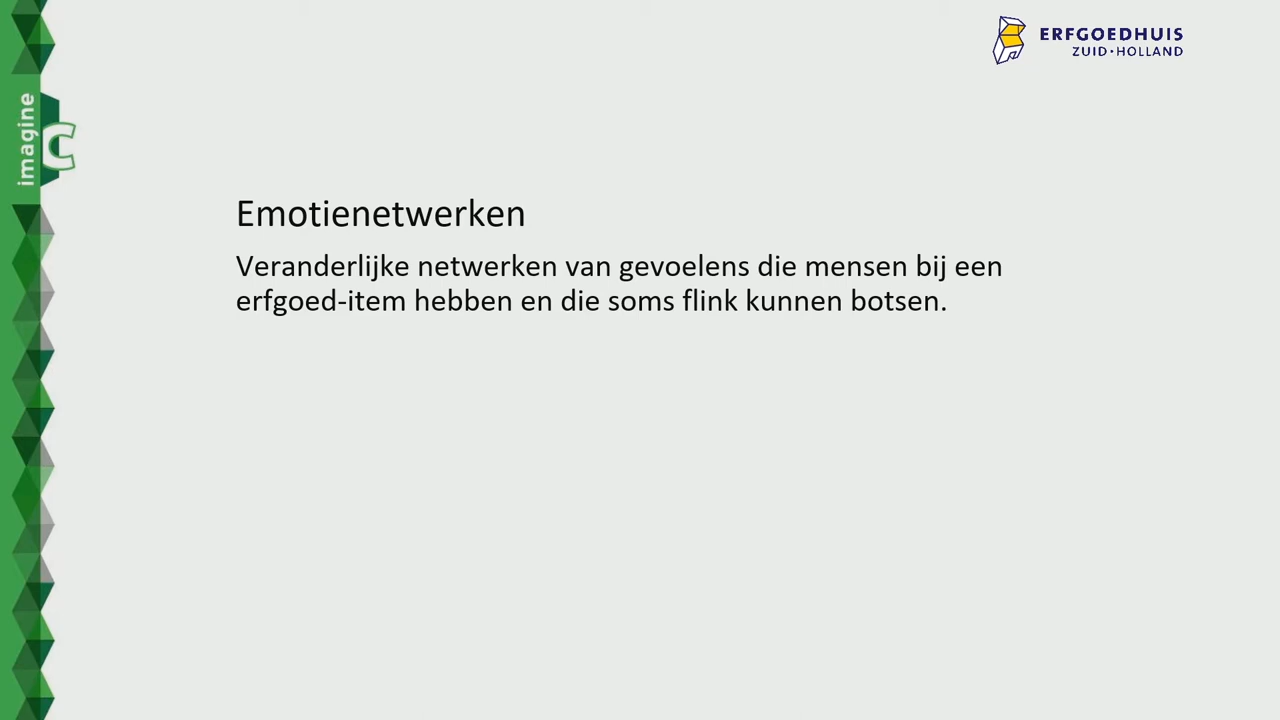 ERFGOEDHUIS
ZUID·HOLLAND
imagine
C
Emotienetwerken
Veranderlijke netwerken van gevoelens die mensen bij een
erfgoed-item hebben en die soms flink kunnen botsen.